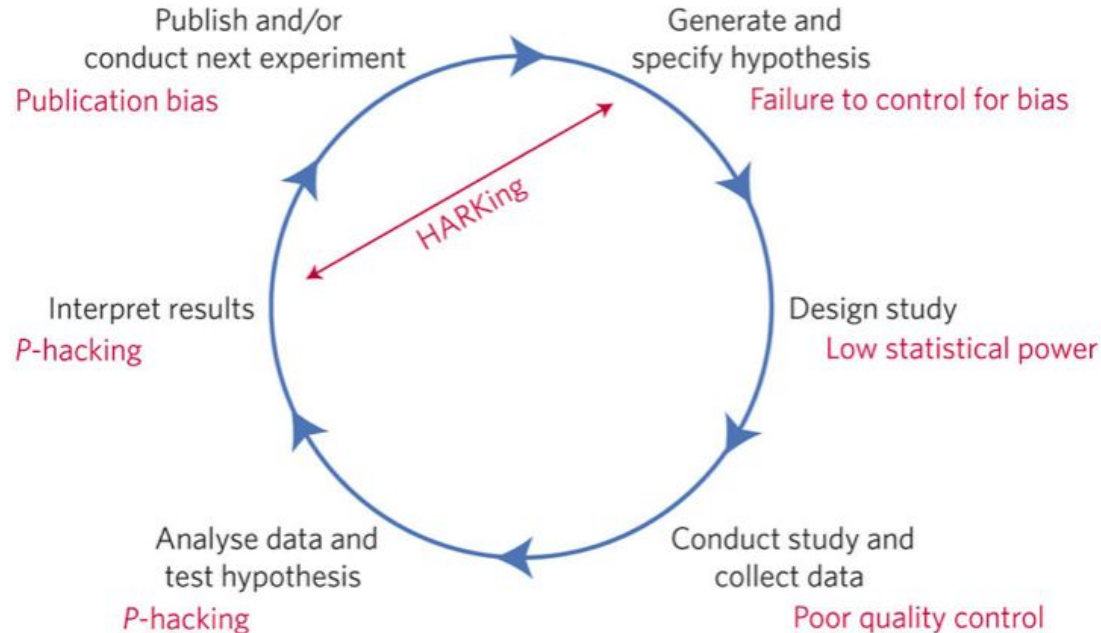 Publish and/or
conduct next experiment
Publication bias
Generate and
specify hypothesis
Failure to control for bias
HARKing
Interpret results
P-hacking
Design study
Low statistical power
Analyse data and
test hypothesis
P-hacking
Conduct study and
collect data
Poor quality control